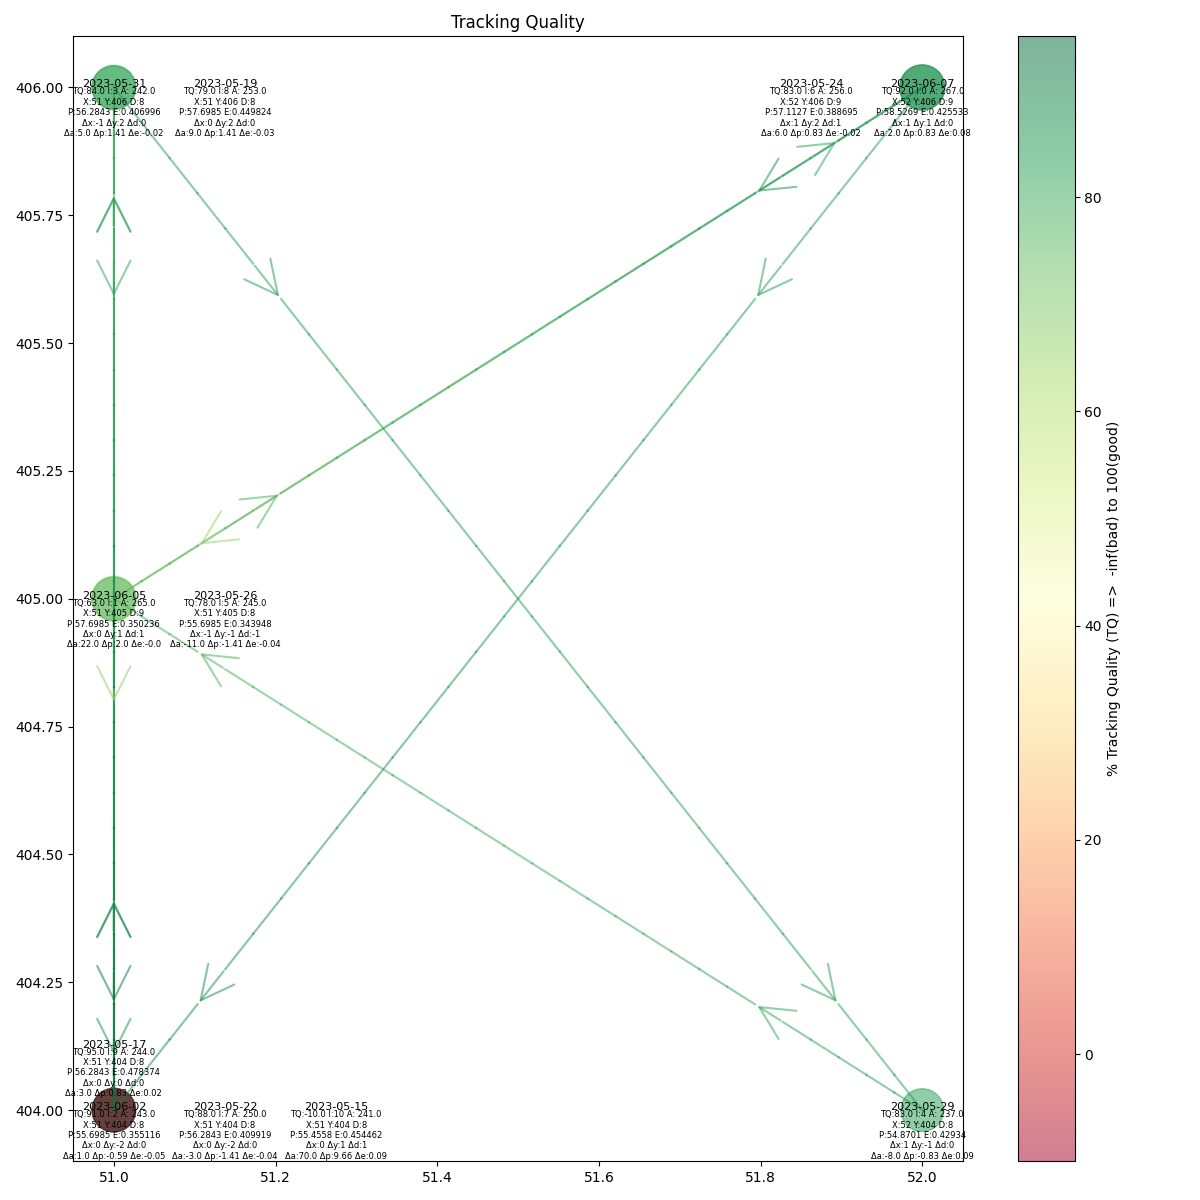 Tracking Quality
406.00
405.75
405.50
405.25
405.00
404.75
404.50
404.25
404.00
2023-05-31
TQ:84.0 I:3 A: 242.0
X:51 Y:406 D:8
P:56.2843 E:0.406996
Δx:-1 Δy:2 Δd:0
Δa:5.0 Δp:1.41 Δe:-0.02
2023-05-19
TQ:79.0 I:8 A: 253.0
X:51 Y:406 D:8
P:57.6985 E:0.449824
Δx:0 Δy:2 Δd:0
Δa:9.0 Δp:1.41 Δe:-0.03
2023-05-24
TQ:83.0 I:6 A: 256.0
X:52 Y:406 D:9
P:57.1127 E:0.388695
Δx:1 Δy:2 Δd:1
Δa:6.0 Δp:0.83 Δe:-0.02
2023-06-07
TQ:92.0 I:0 A: 267.0
X:52 Y:406 D:9
P:58.5269 E:0.425533
Δx:1 Δy:1 Δd:0
Δa:2.0 Δp:0.83 Δe:0.08
2023-06-05
TQ:63.0 I:1 A: 265.0
X:51 Y:405 D:9
P:57.6985 E:0.350236
Δx:0 Δy:1 Δd:1
Δa:22.0 Δp:2.0 Δe:-0.0
2023-05-26
TQ:78.0 I:5 A: 245.0
X:51 Y:405 D:8
P:55.6985 E:0.343948
Δx:-1 Δy:-1 Δd:-1
Δa:-11.0 Δp:-1.41 Δe:-0.04
2023-05-17
TQ:95.0 I:9 A: 244.0
X:51 Y:404 D:8
P:56.2843 E:0.478374
Δx:0 Δy:0 Δd:0
Δa:3.0 Δp:0.83 Δe:0.02
2023-06-02
TQ:91.0 I:2 A: 243.0
X:51 Y:404 D:8
P:55.6985 E:0.355116
Δx:0 Δy:-2 Δd:0
Δa:1.0 Δp:-0.59 Δe:-0.05
2023-05-22
TQ:88.0 I:7 A: 250.0
X:51 Y:404 D:8
P:56.2843 E:0.409919
Δx:0 Δy:-2 Δd:0
Δa:-3.0 Δp:-1.41 Δe:-0.04
2023-05-15
TQ:-10.0 I:10 A: 241.0
X:51 Y:404 D:8
P:55.4558 E:0.454462
Δx:0 Δy:1 Δd:1
Δa:70.0 Δp:9.66 Δe:0.09
2023-05-29
TQ:83.0 I:4 A: 237.0
X:52 Y:404 D:8
P:54.8701 E:0.42934
Δx:1 Δy:-1 Δd:0
Δa:-8.0 Δp:-0.83 Δe:0.09
51.0
51.2
51.4
51.6
51.8
52.0
80
60
40
20
0
% Tracking Quality (TQ) => -inf(bad) to 100(good)